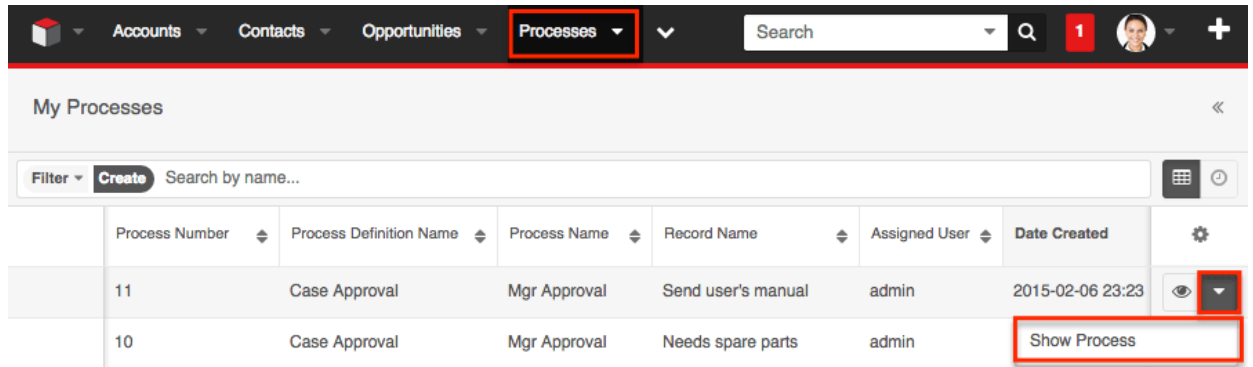 Accounts Contacts Opportunities Processes Search 1
My Processes
Filter Create Search by name...
Process Number Process Definition Name Process Name Record Name Assigned User Date Created
11 Case Approval Mgr Approval Send user's manual admin 2015-02-06 23:23
10 Case Approval Mgr Approval Needs spare parts admin Show Process